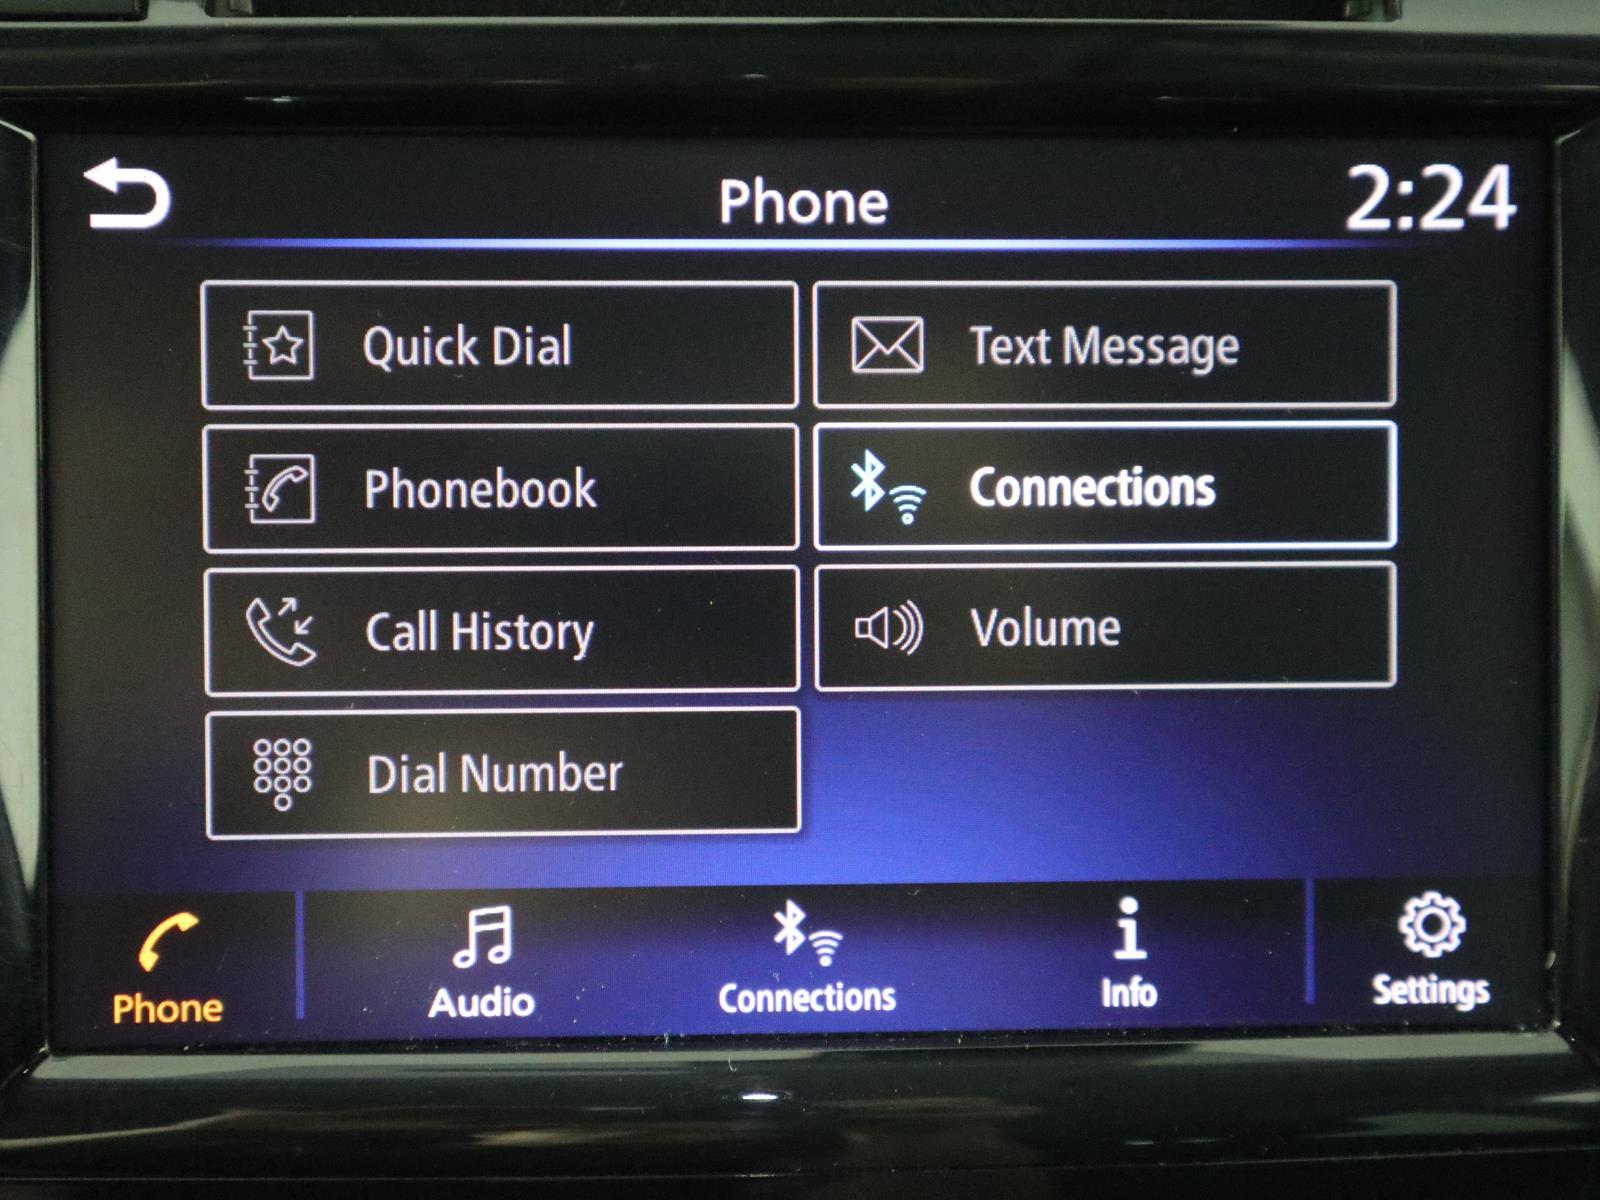 Phone
2:24
Quick Dial
Text Message
Phonebook
Connections
Call History
Volume
Dial Number
Phone
Audio
Connections
Info
Settings